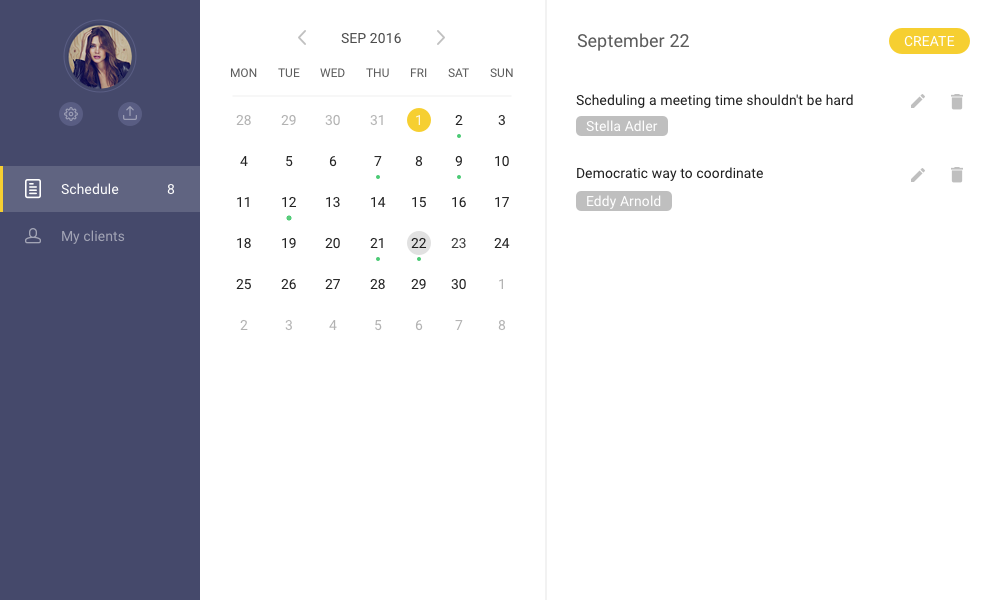 Schedule 8
My clients
SEP 2016
MON TUE WED THU FRI SAT SUN
28 29 30 31 1 2 3
4 5 6 7 8 9 10
11 12 13 14 15 16 17
18 19 20 21 22 23 24
25 26 27 28 29 30 1
2 3 4 5 6 7 8
September 22 CREATE
Scheduling a meeting time shouldn't be hard
Stella Adler
Democratic way to coordinate
Eddy Arnold